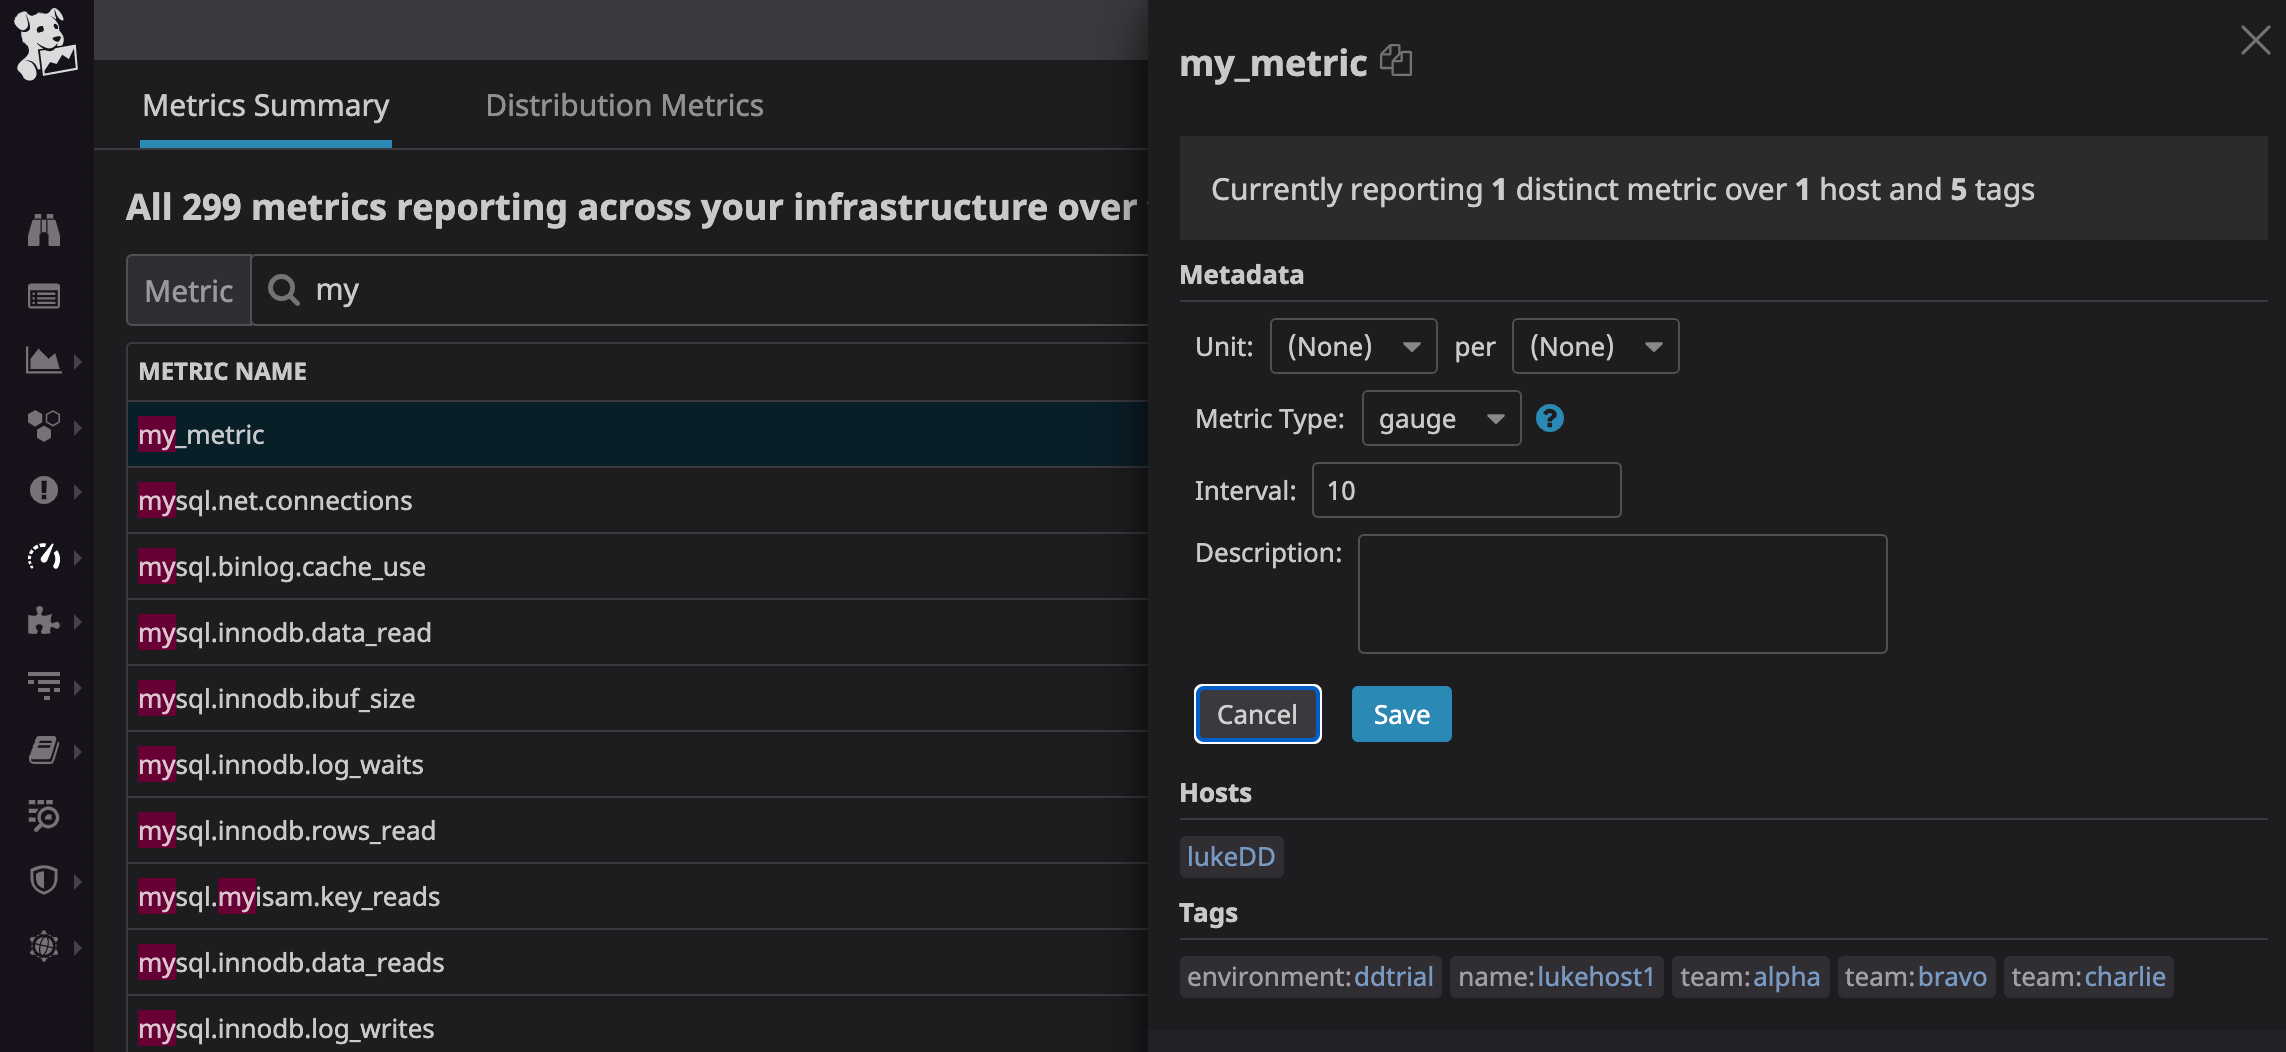 Metrics Summary
Distribution Metrics
All 299 metrics reporting across your infrastructure over
Metric
my
METRIC NAME
my_metric
mysql.net.connections
mysql.binlog.cache_use
mysql.innodb.data_read
mysql.innodb.ibuf_size
mysql.innodb.log_waits
mysql.innodb.rows_read
mysql.myisam.key_reads
mysql.innodb.data_reads
mysql.innodb.log_writes
my_metric
Currently reporting 1 distinct metric over 1 host and 5 tags
Metadata
Unit: (None) per (None)
Metric Type: gauge ?
Interval: 10
Description:
Cancel Save
Hosts
lukeDD
Tags
environment:ddtrial name:lukehost1 team:alpha team:bravo team:charlie